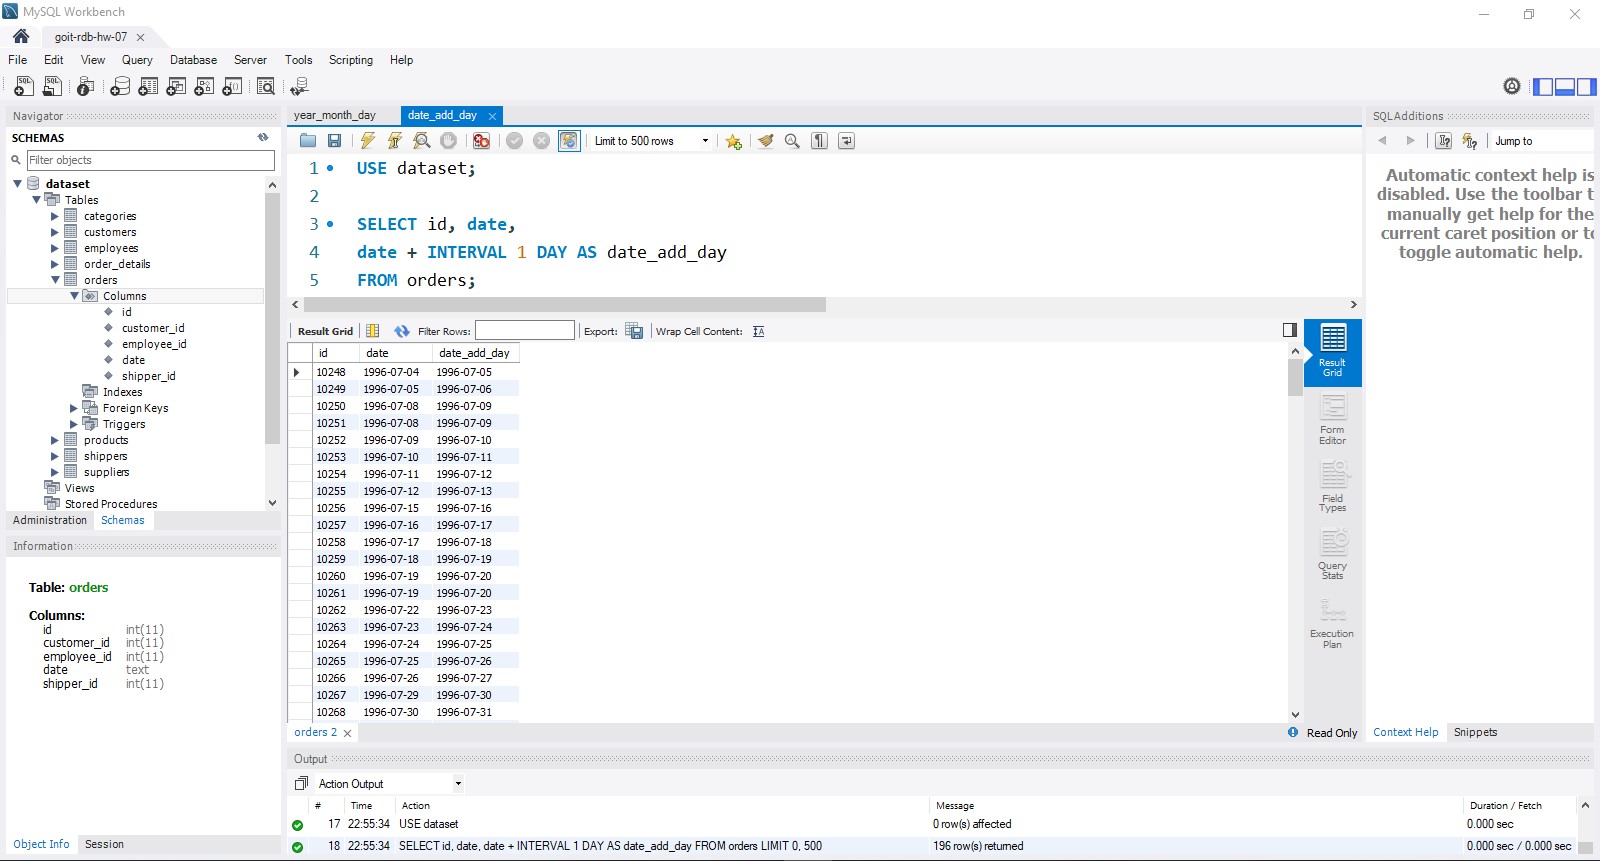 MySQL Workbench
goit-rdb-hw-07
File Edit View Query Database Server Tools Scripting Help
Navigator
SCHEMAS
Filter objects
dataset
Tables
categories
customers
employees
order_details
orders
Columns
id
customer_id
employee_id
date
shipper_id
Indexes
Foreign Keys
Triggers
products
shippers
suppliers
Views
Stored Procedures
Administration Schemas
Information
Table: orders
Columns:
id int(11)
customer_id int(11)
employee_id int(11)
date text
shipper_id int(11)
Object Info Session
year_month_day date_add_day
Limit to 500 rows
1 USE dataset;
2
3 SELECT id, date,
4 date + INTERVAL 1 DAY AS date_add_day
5 FROM orders;
Result Grid Filter Rows: Export: Wrap Cell Content:
id date date_add_day
10248 1996-07-04 1996-07-05
10249 1996-07-05 1996-07-06
10250 1996-07-08 1996-07-09
10251 1996-07-08 1996-07-09
10252 1996-07-09 1996-07-10
10253 1996-07-10 1996-07-11
10254 1996-07-11 1996-07-12
10255 1996-07-12 1996-07-13
10256 1996-07-15 1996-07-16
10257 1996-07-16 1996-07-17
10258 1996-07-17 1996-07-18
10259 1996-07-18 1996-07-19
10260 1996-07-19 1996-07-20
10261 1996-07-19 1996-07-20
10262 1996-07-22 1996-07-23
10263 1996-07-23 1996-07-24
10264 1996-07-24 1996-07-25
10265 1996-07-25 1996-07-26
10266 1996-07-26 1996-07-27
10267 1996-07-29 1996-07-30
10268 1996-07-30 1996-07-31
Result
Grid
Form
Editor
Field
Types
Query
Stats
Execution
Plan
orders 2
Read Only
SQLAdditions
Jump to
Automatic context help is
disabled. Use the toolbar t
manually get help for the
current caret position or to
toggle automatic help.
Context Help Snippets
Output
Action Output
# Time Action Message Duration / Fetch
17 22:55:34 USE dataset 0 row(s) affected 0.000 sec
18 22:55:34 SELECT id, date, date + INTERVAL 1 DAY AS date_add_day FROM orders LIMIT 0, 500 196 row(s) returned 0.000 sec / 0.000 sec